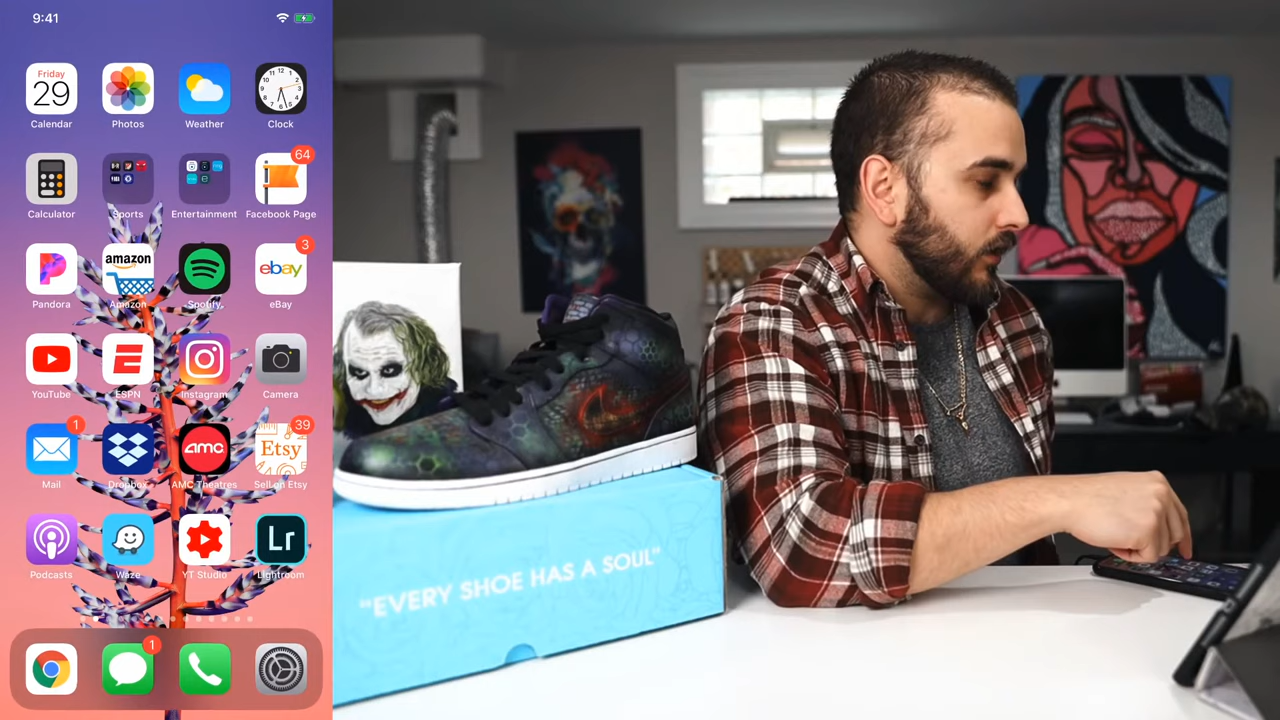 9:41
Friday
29
Calendar
Photos
Weather
Clock
Calculator
Sports
Entertainment
64
Facebook Page
Pandora
amazon
Amazon
Spotify
3
ebay
eBay
YouTube
ESPN
Instagram
Camera
1
Mail
Dropbox
amc
AMC Theatres
39
Etsy
Sell on Etsy
Podcasts
Waze
YT Studio
Lr
Lightroom
1
"EVERY SHOE HAS A SOUL"